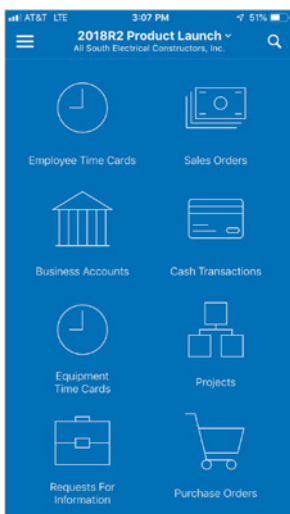 AT&T LTE 3:07 PM 51%
2018R2 Product Launch
All South Electrical Constructors, Inc.
Employee Time Cards Sales Orders
Business Accounts Cash Transactions
Equipment
Time Cards
Projects
Requests For
Information
Purchase Orders